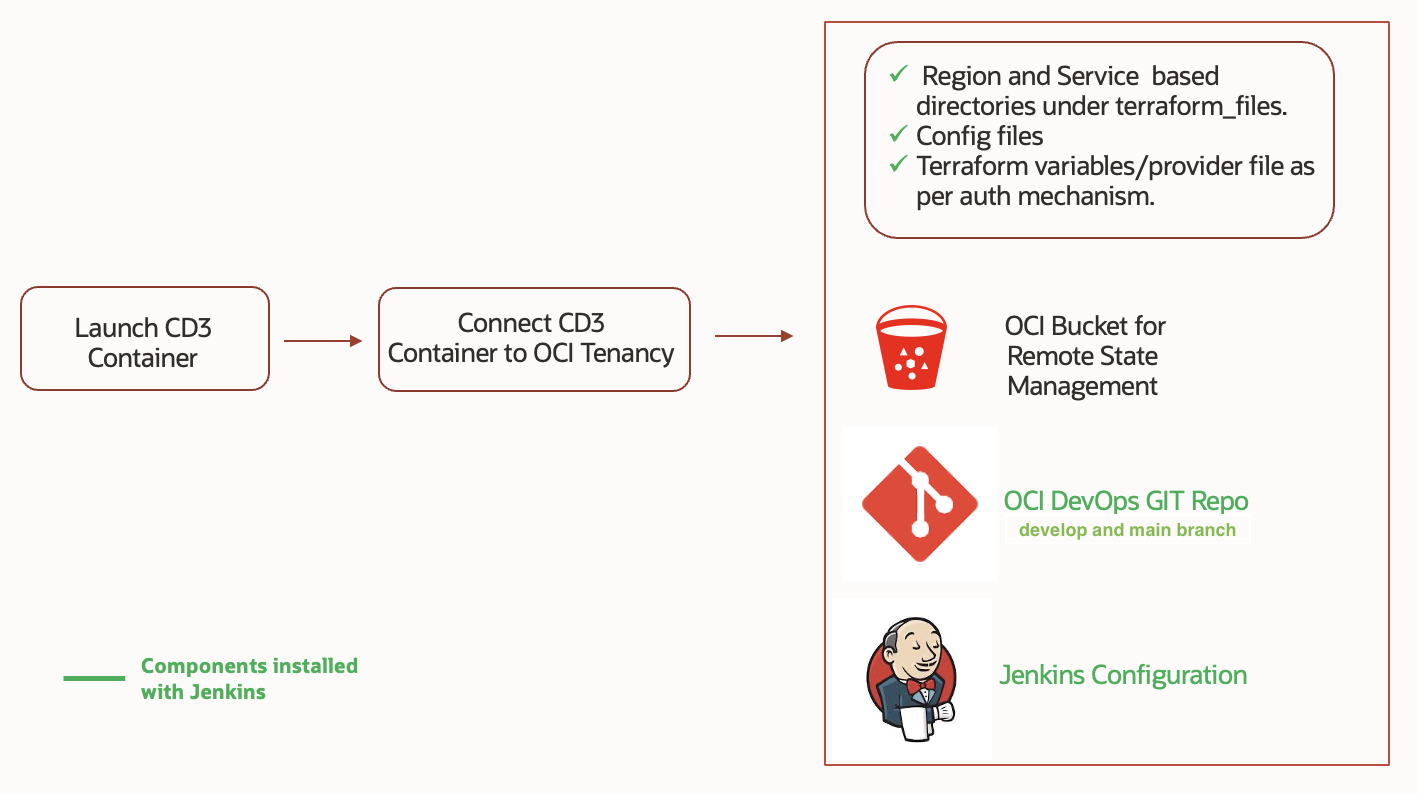 Launch CD3
Container
Connect CD3
Container to OCI Tenancy
✓ Region and Service based
directories under terraform_files.
✓ Config files
✓ Terraform variables/provider file as
per auth mechanism.
OCI Bucket for
Remote State
Management
OCI DevOps GIT Repo
develop and main branch
Jenkins Configuration
Components installed
with Jenkins